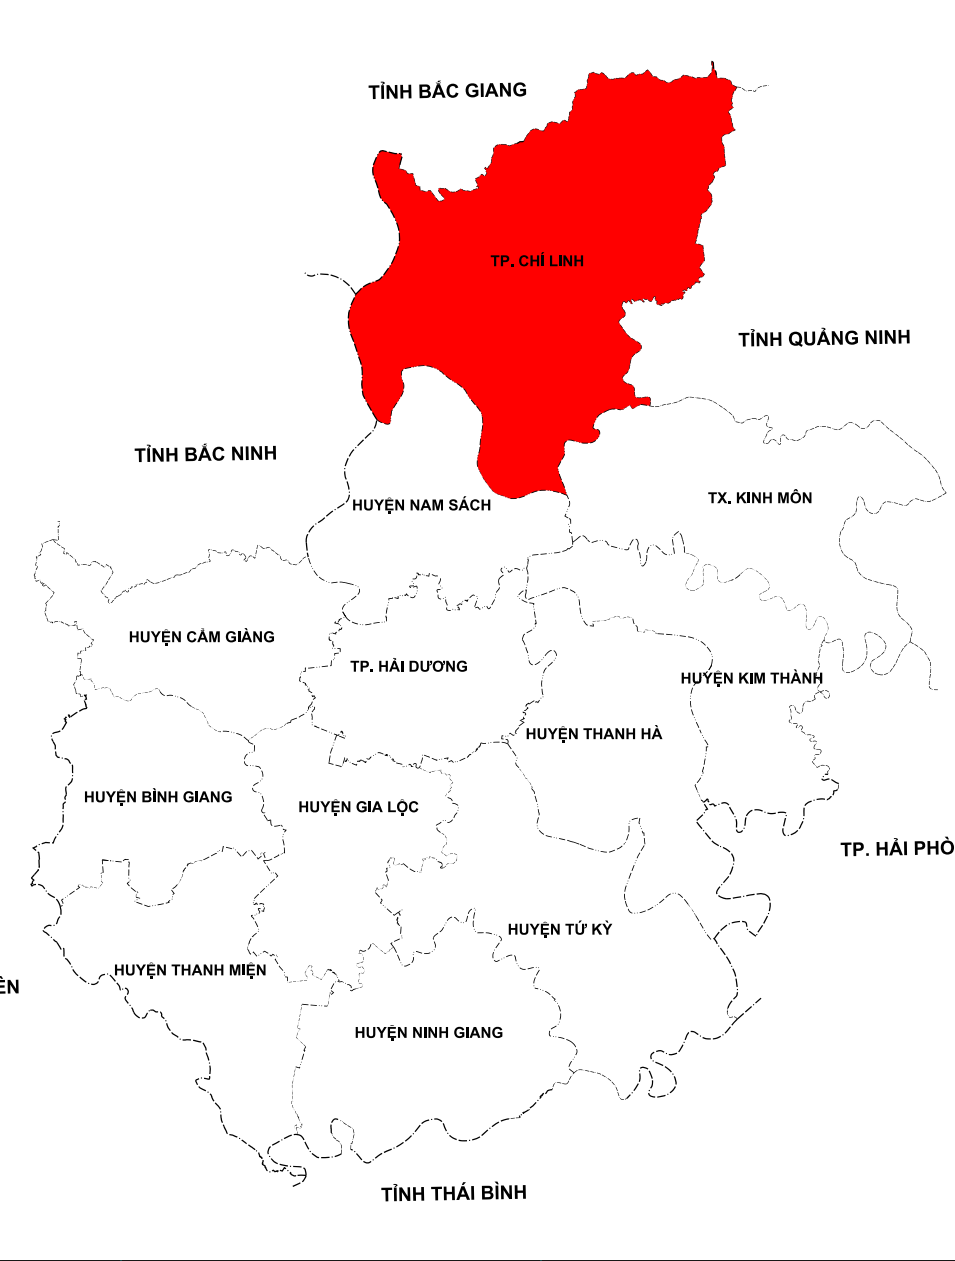 TỈNH BẮC GIANG
TP. CHÍ LINH
TỈNH QUẢNG NINH
TỈNH BẮC NINH
TX. KINH MÔN
HUYỆN NAM SÁCH
HUYỆN CẨM GIÀNG
TP. HẢI DƯƠNG
HUYỆN KIM THÀNH
HUYỆN THANH HÀ
HUYỆN BÌNH GIANG
HUYỆN GIA LỘC
TP. HẢI PHÒ
HUYỆN TỨ KỲ
HUYỆN THANH MIỆN
ÊN
HUYỆN NINH GIANG
TỈNH THÁI BÌNH